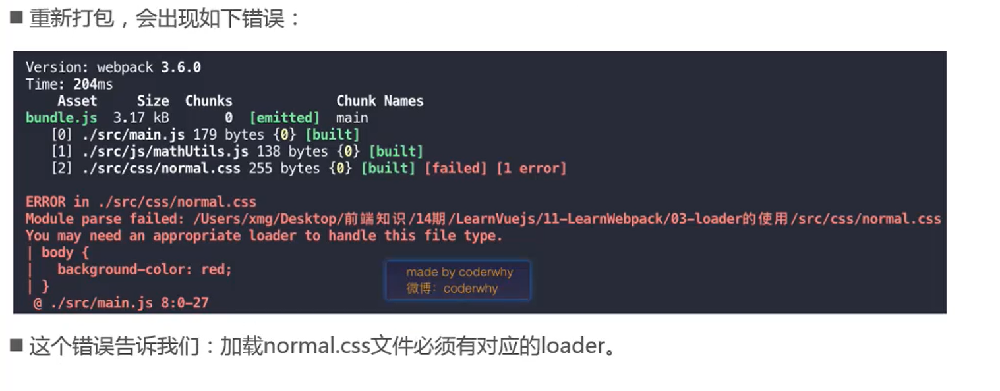 ■ 重新打包，会出现如下错误：
Version: webpack 3.6.0
Time: 204ms
Asset Size Chunks Chunk Names
bundle.js 3.17 kB 0 [emitted] main
[0] ./src/main.js 179 bytes {0} [built]
[1] ./src/js/mathUtils.js 138 bytes {0} [built]
[2] ./src/css/normal.css 255 bytes {0} [built] [failed] [1 error]
ERROR in ./src/css/normal.css
Module parse failed: /Users/xmg/Desktop/前端知识/14期/LearnVuejs/11-LearnWebpack/03-loader的使用/src/css/normal.css
You may need an appropriate loader to handle this file type.
| body {
|   background-color: red;
| }
@ ./src/main.js 8:0-27
made by coderwhy
微博：coderwhy
■ 这个错误告诉我们：加载normal.css文件必须有对应的loader。